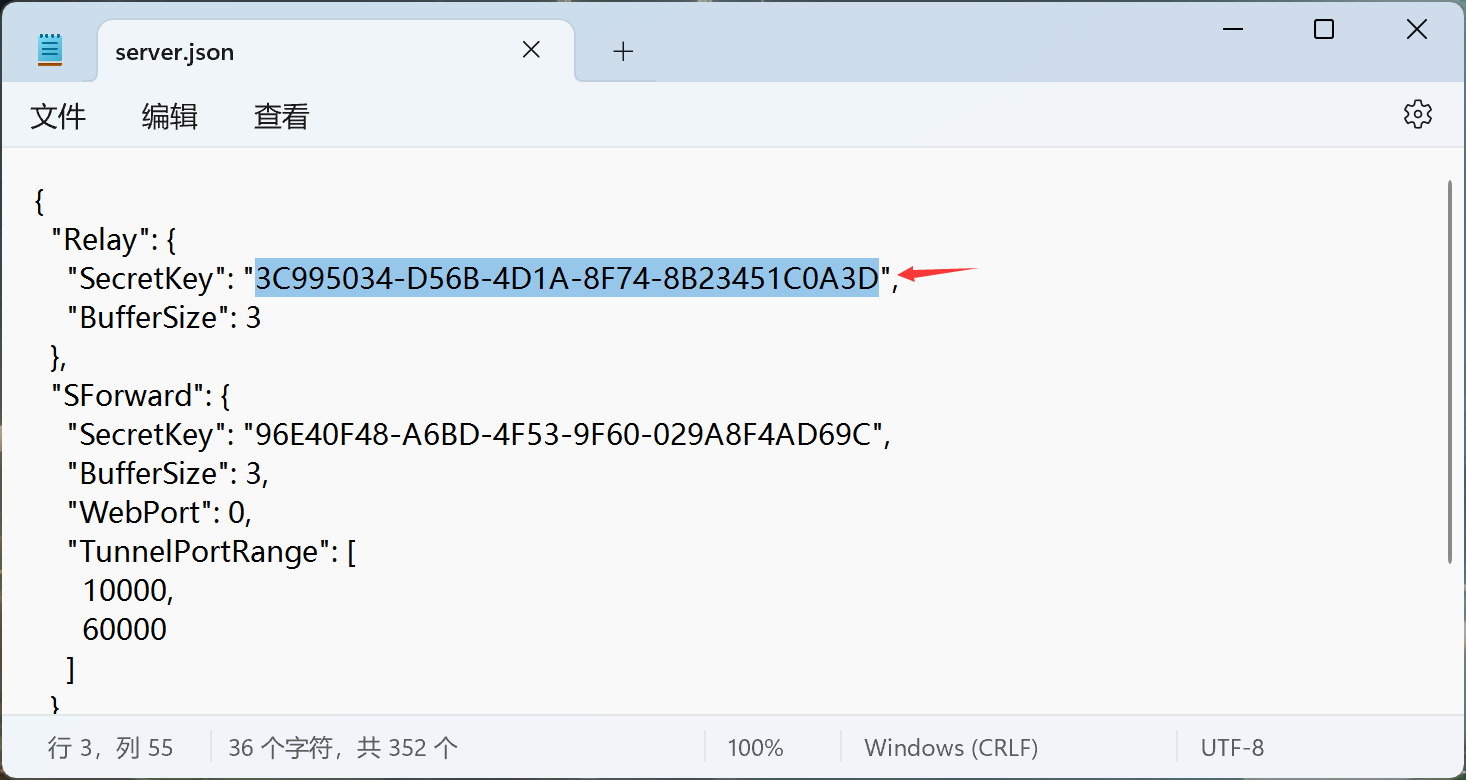 server.json
文件 编辑 查看
{
"Relay": {
"SecretKey": "3C995034-D56B-4D1A-8F74-8B23451C0A3D",
"BufferSize": 3
},
"SForward": {
"SecretKey": "96E40F48-A6BD-4F53-9F60-029A8F4AD69C",
"BufferSize": 3,
"WebPort": 0,
"TunnelPortRange": [
10000,
60000
]
}
行 3，列 55 36 个字符，共 352 个 100% Windows (CRLF) UTF-8